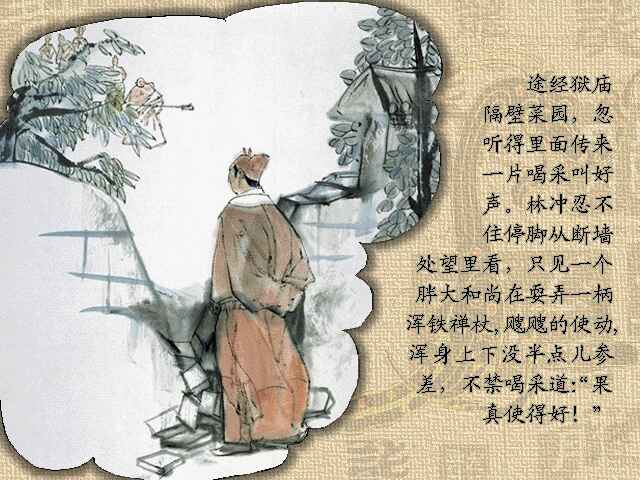 途经狱庙
隔壁菜园，忽
听得里面传来
一片喝采叫好
声。林冲忍不
住停脚从断墙
处望里看，只见一个
胖大和尚在耍弄一柄
浑铁禅杖,飕飕的使动,
浑身上下没半点儿参
差，不禁喝采道:“果
真使得好！”